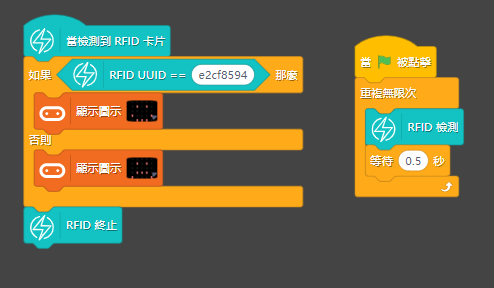 當檢測到 RFID 卡片
如果 RFID UUID == e2cf8594 那麼
顯示圖示
否則
顯示圖示
RFID 終止
當 被點擊
重複無限次
RFID 檢測
等待 0.5 秒